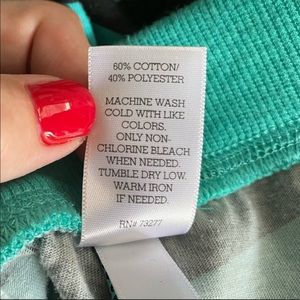 60% COTTON/
40% POLYESTER
MACHINE WASH
COLD WITH LIKE
COLORS.
ONLY NON-
CHLORINE BLEACH
WHEN NEEDED.
TUMBLE DRY LOW.
WARM IRON
IF NEEDED.
RN# 73277